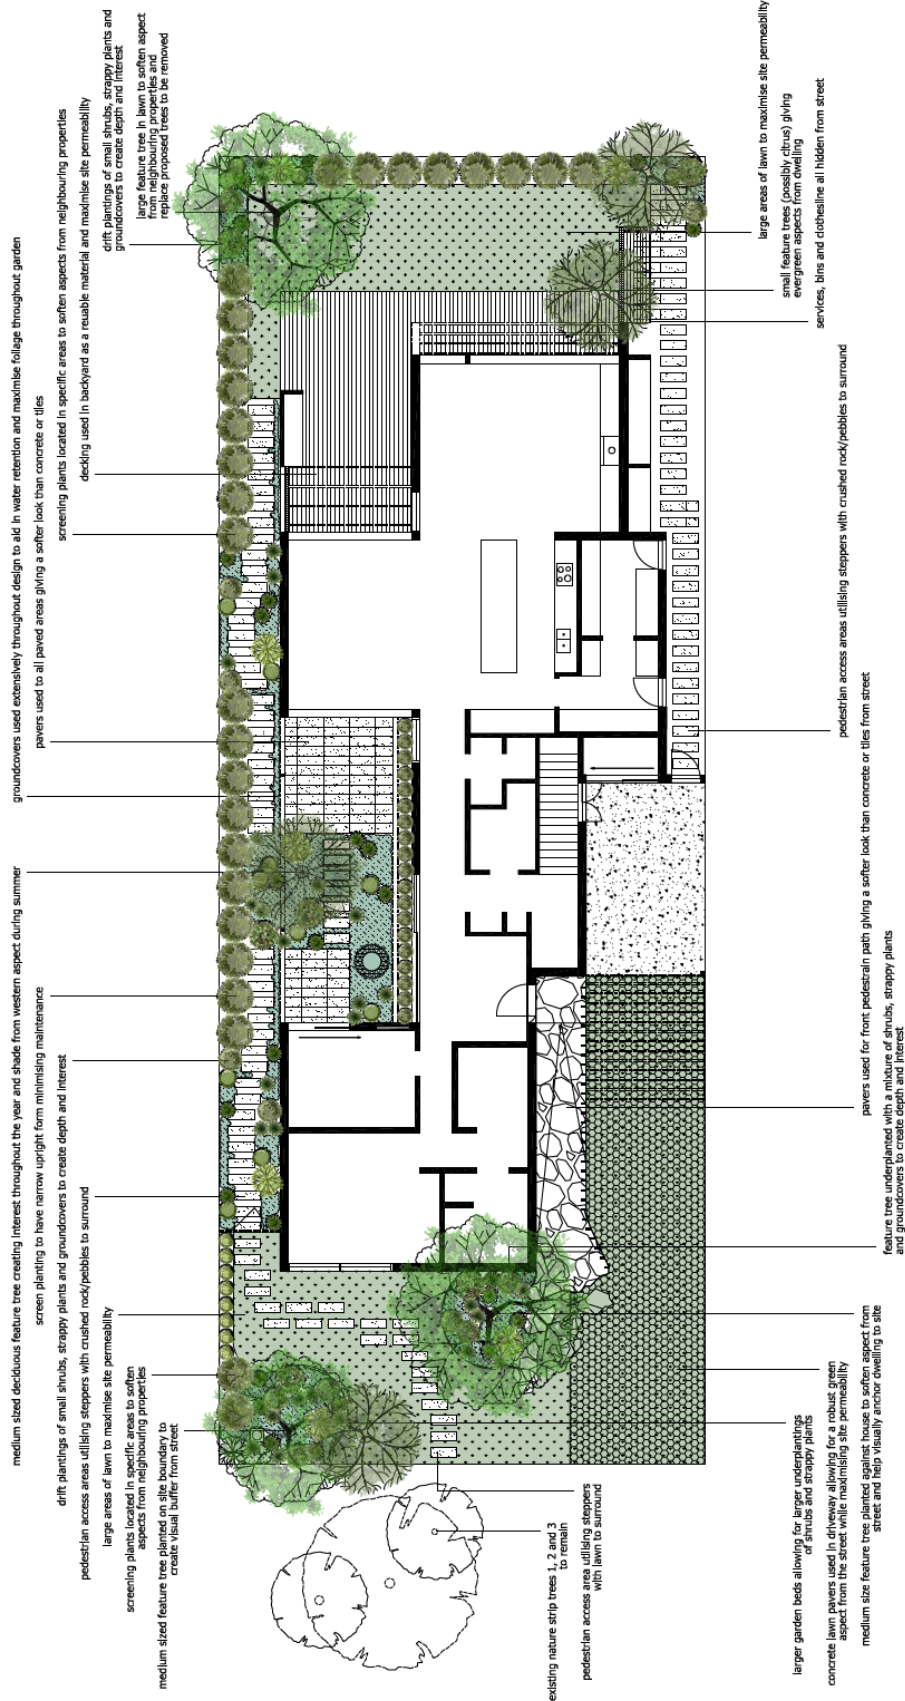 groundcovers used extensively throughout design to aid in water retention and maximise foliage throughout garden
pavers used to all paved areas giving a softer look than concrete or tiles
screening plants located in specific areas to soften aspects from neighbouring properties
decking used in backyard as a reuable material and maximise site permeability
drift plantings of small shrubs, strappy plants and
groundcovers to create depth and interest
large feature tree in lawn to soften aspect
from neighbouring properties and
replace proposed trees to be removed
medium sized deciduous feature tree creating interest throughout the year and shade from western aspect during summer
screen planting to have narrow upright form minimising maintenance
drift plantings of small shrubs, strappy plants and groundcovers to create depth and interest
pedestrian access areas utilising steppers with crushed rock/pebbles to surround
large areas of lawn to maximise site permeability
screening plants located in specific areas to soften
aspects from neighbouring properties
medium sized feature tree planted on site boundary to
create visual buffer from street
existing nature strip trees 1, 2 and 3
to remain
pedestrian access area utilising steppers
with lawn to surround
large areas of lawn to maximise site permeability
small feature trees (possibly citrus) giving
evergreen aspects from dwelling
services, bins and clothesline all hidden from street
pedestrian access areas utilising steppers with crushed rock/pebbles to surround
pavers used for front pedestrain path giving a softer look than concrete or tiles from street
feature tree underplanted with a mixture of shrubs, strappy plants
and groundcovers to create depth and interest
larger garden beds allowing for larger underplantings
of shrubs and strappy plants
concrete lawn pavers used in driveway allowing for a robust green
aspect from the street while maximising site permeability
medium size feature tree planted against house to soften aspect from
street and help visually anchor dwelling to site